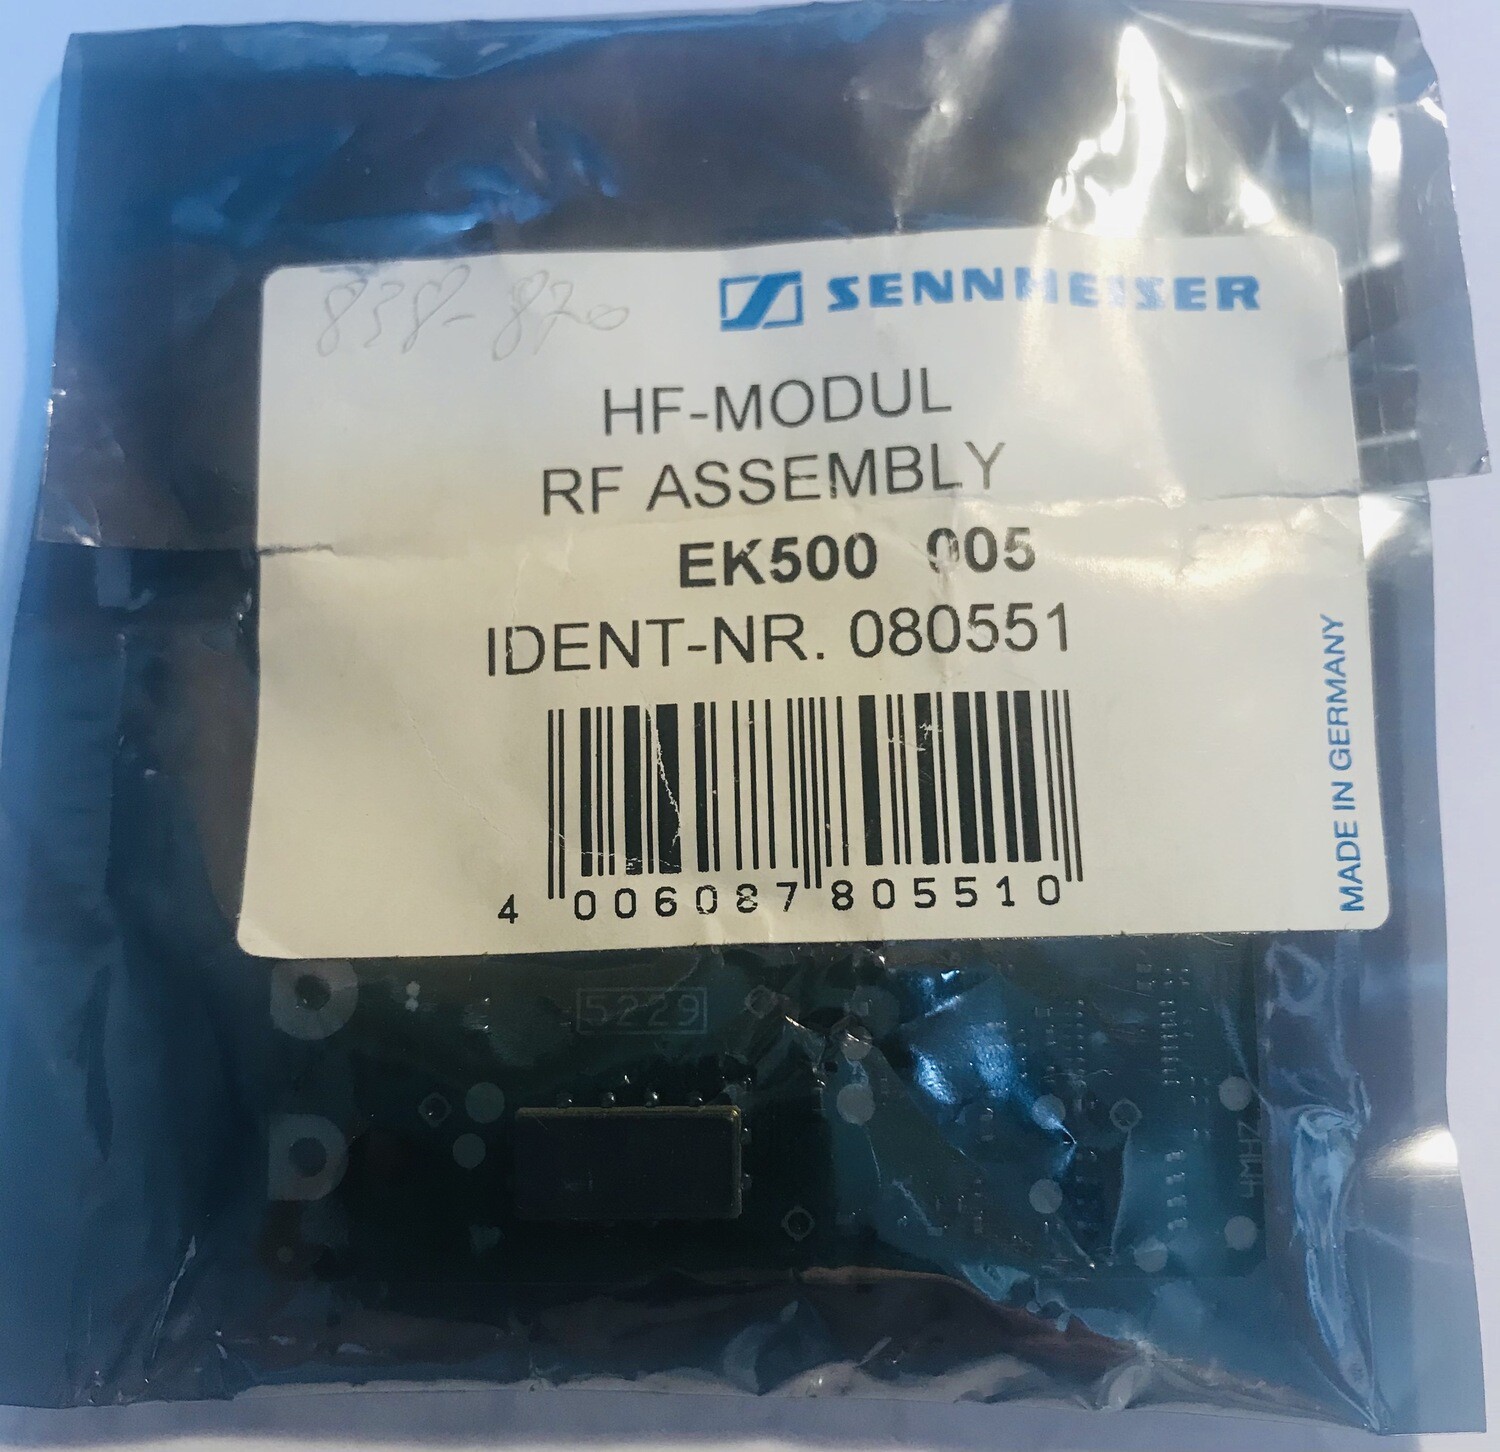 838-870
SENNHEISER
HF-MODUL
RF ASSEMBLY
EK500 005
IDENT-NR. 080551
4 006087 805510
MADE IN GERMANY
5229
4MHZ